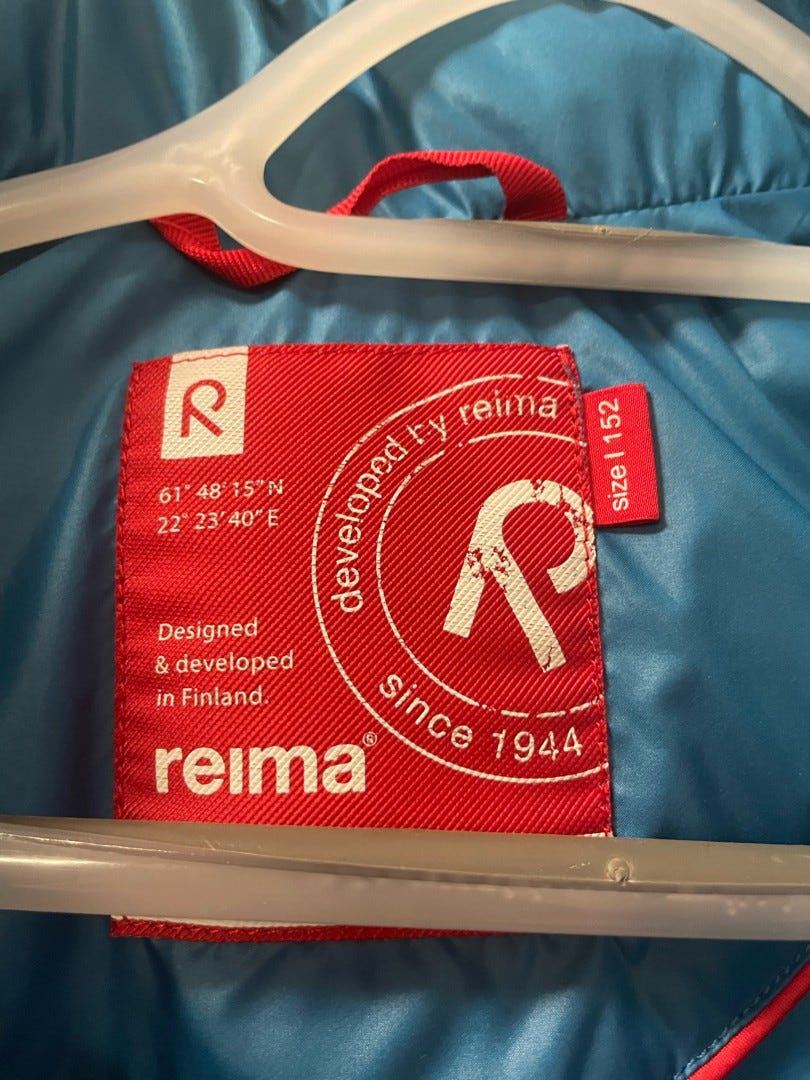 R
61° 48' 15" N
22° 23' 40" E
Designed
& developed
in Finland.
reima®
developed by reima
R
since 1944
size | 152